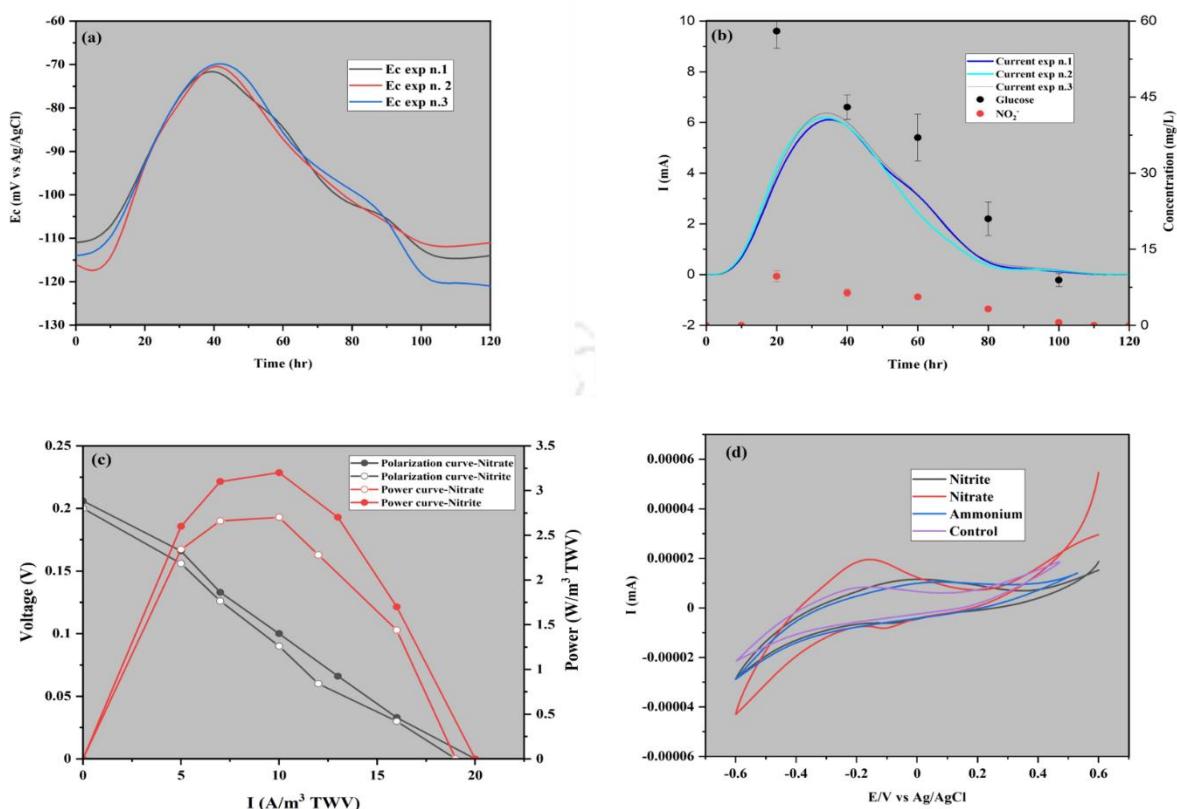 (a)
Ec exp n.1
Ec exp n. 2
Ec exp n.3
-60
-70
-80
-90
-100
-110
-120
-130
Ec (mV vs Ag/AgCl)
0 20 40 60 80 100 120
Time (hr)
(b)
Current exp n.1
Current exp n.2
Current exp n.3
Glucose
NO₂⁻
10
8
6
4
2
0
-2
I (mA)
60
45
30
15
0
Concentration (mg/L)
0 20 40 60 80 100 120
Time (hr)
(c)
Polarization curve-Nitrate
Polarization curve-Nitrite
Power curve-Nitrate
Power curve-Nitrite
0.25
0.2
0.15
0.1
0.05
0
Voltage (V)
3.5
3
2.5
2
1.5
1
0.5
0
Power (W/m³ TWV)
0 5 10 15 20
I (A/m³ TWV)
(d)
Nitrite
Nitrate
Ammonium
Control
0.00006
0.00004
0.00002
0
-0.00002
-0.00004
-0.00006
I (mA)
-0.6 -0.4 -0.2 0 0.2 0.4 0.6
E/V vs Ag/AgCl